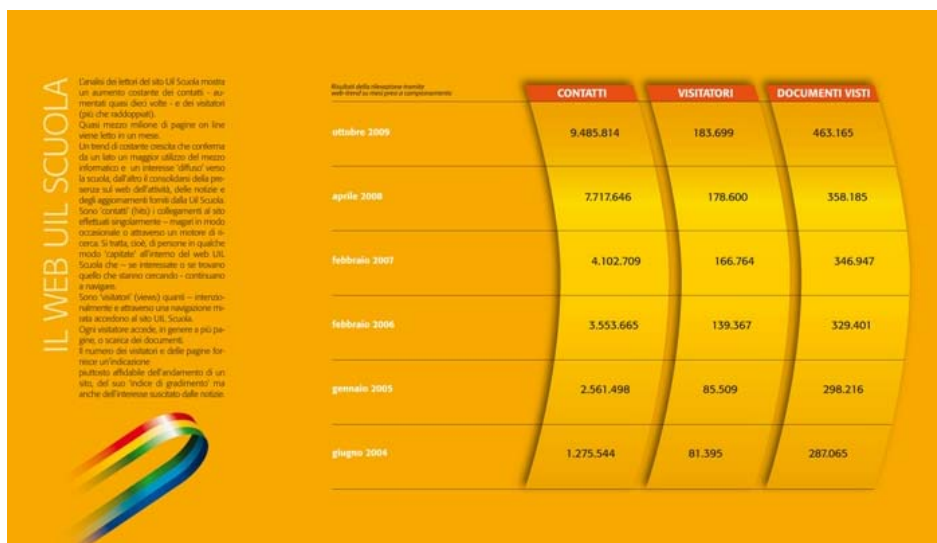 IL WEB UIL SCUOLA
L'analisi dei lettori del sito Uil Scuola mostra
un aumento costante dei contatti - au-
mentati quasi dieci volte - e dei visitatori
(più che raddoppiati).
Quasi mezzo milione di pagine on line
viene letto in un mese.
Un trend di costante crescita che conferma
da un lato un maggior utilizzo del mezzo
informatico e un interesse 'diffuso' verso
la scuola, dall'altro il consolidarsi della pre-
senza sul web dell'attività, delle notizie e
degli aggiornamenti forniti dalla Uil Scuola.
Sono 'contatti' (hits) i collegamenti al sito
effettuati singolarmente – magari in modo
occasionale o attraverso un motore di ri-
cerca. Si tratta, cioè, di persone in qualche
modo 'capitate' all'interno del web UIL
Scuola che – se interessate o se trovano
quello che stanno cercando - continuano
a navigare.
Sono 'visitatori' (views) quanti – intenzio-
nalmente e attraverso una navigazione mi-
rata accedono al sito UIL Scuola.
Ogni visitatore accede, in genere a più pa-
gine, o scarica dei documenti.
Il numero dei visitatori e delle pagine for-
nisce un'indicazione
piuttosto affidabile dell'andamento di un
sito, del suo 'indice di gradimento' ma
anche dell'interesse suscitato dalle notizie.
Risultati della rilevazione tramite
web-trend su mesi presi a campionamento
CONTATTI VISITATORI DOCUMENTI VISTI
ottobre 2009 9.485.814 183.699 463.165
aprile 2008 7.717.646 178.600 358.185
febbraio 2007 4.102.709 166.764 346.947
febbraio 2006 3.553.665 139.367 329.401
gennaio 2005 2.561.498 85.509 298.216
giugno 2004 1.275.544 81.395 287.065